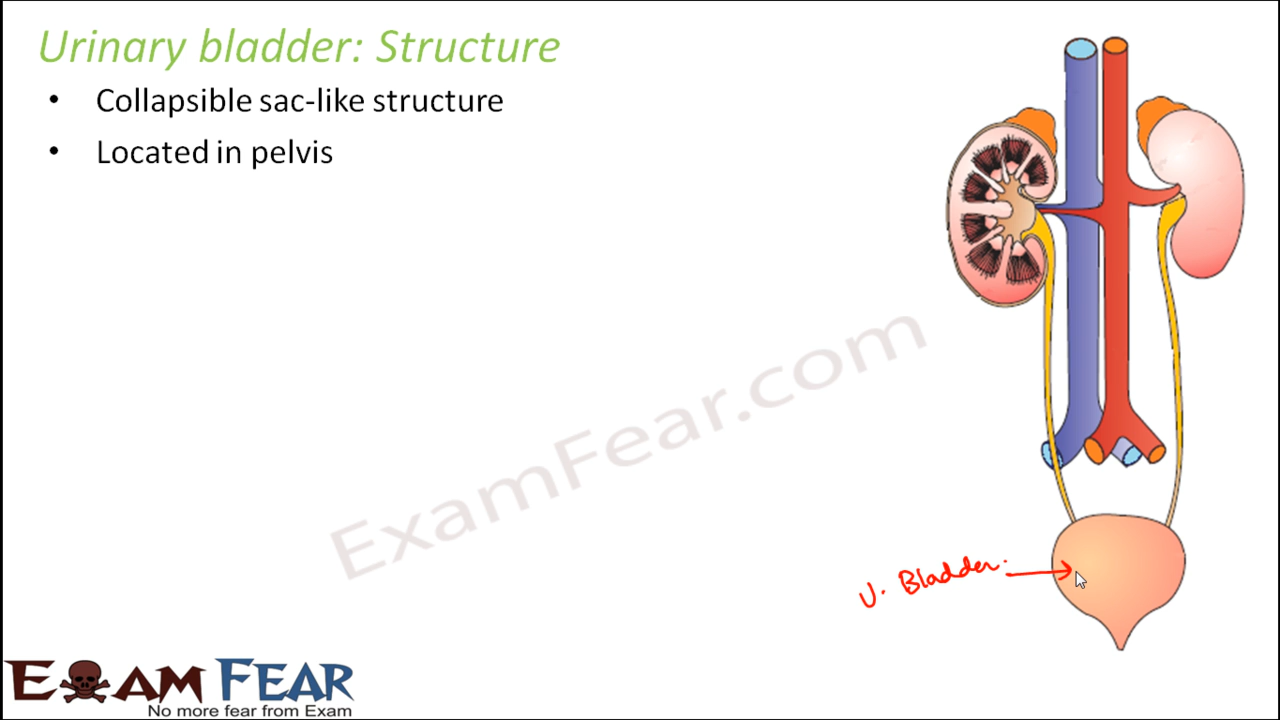 Urinary bladder: Structure
• Collapsible sac-like structure
• Located in pelvis
ExamFear.com
U. Bladder.
EXAM FEAR
No more fear from Exam